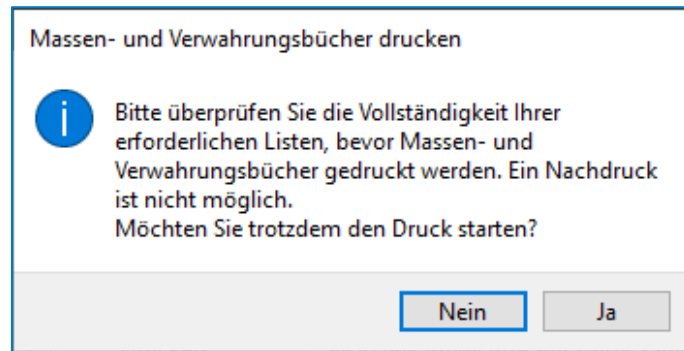 Massen- und Verwahrungsbücher drucken
Bitte überprüfen Sie die Vollständigkeit Ihrer
erforderlichen Listen, bevor Massen- und
Verwahrungsbücher gedruckt werden. Ein Nachdruck
ist nicht möglich.
Möchten Sie trotzdem den Druck starten?
Nein
Ja